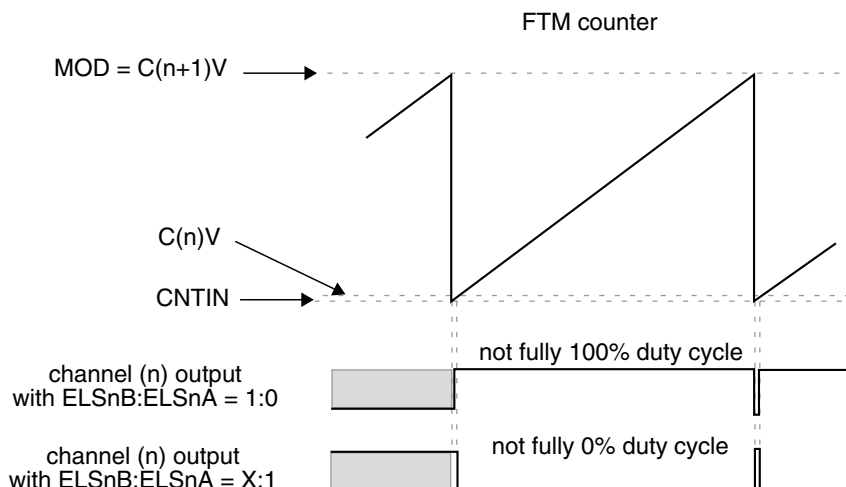 FTM counter
MOD = C(n+1)V
C(n)V
CNTIN
not fully 100% duty cycle
channel (n) output
with ELSnB:ELSnA = 1:0
not fully 0% duty cycle
channel (n) output
with ELSnB:ELSnA = X:1